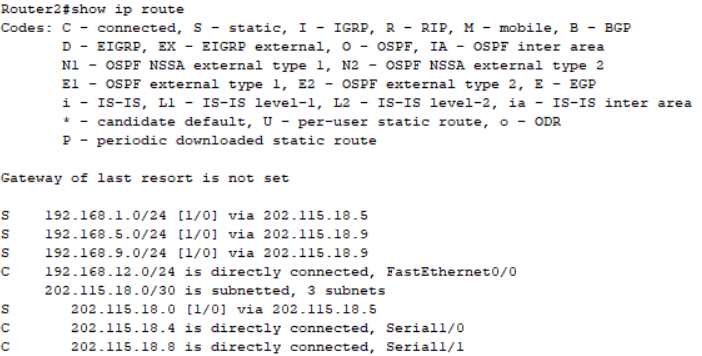 Router2#show ip route
Codes: C - connected, S - static, I - IGRP, R - RIP, M - mobile, B - BGP
       D - EIGRP, EX - EIGRP external, O - OSPF, IA - OSPF inter area
       N1 - OSPF NSSA external type 1, N2 - OSPF NSSA external type 2
       E1 - OSPF external type 1, E2 - OSPF external type 2, E - EGP
       i - IS-IS, L1 - IS-IS level-1, L2 - IS-IS level-2, ia - IS-IS inter area
       * - candidate default, U - per-user static route, o - ODR
       P - periodic downloaded static route

Gateway of last resort is not set

S    192.168.1.0/24 [1/0] via 202.115.18.5
S    192.168.5.0/24 [1/0] via 202.115.18.9
S    192.168.9.0/24 [1/0] via 202.115.18.9
C    192.168.12.0/24 is directly connected, FastEthernet0/0
     202.115.18.0/30 is subnetted, 3 subnets
S       202.115.18.0 [1/0] via 202.115.18.5
C       202.115.18.4 is directly connected, Serial1/0
C       202.115.18.8 is directly connected, Serial1/1